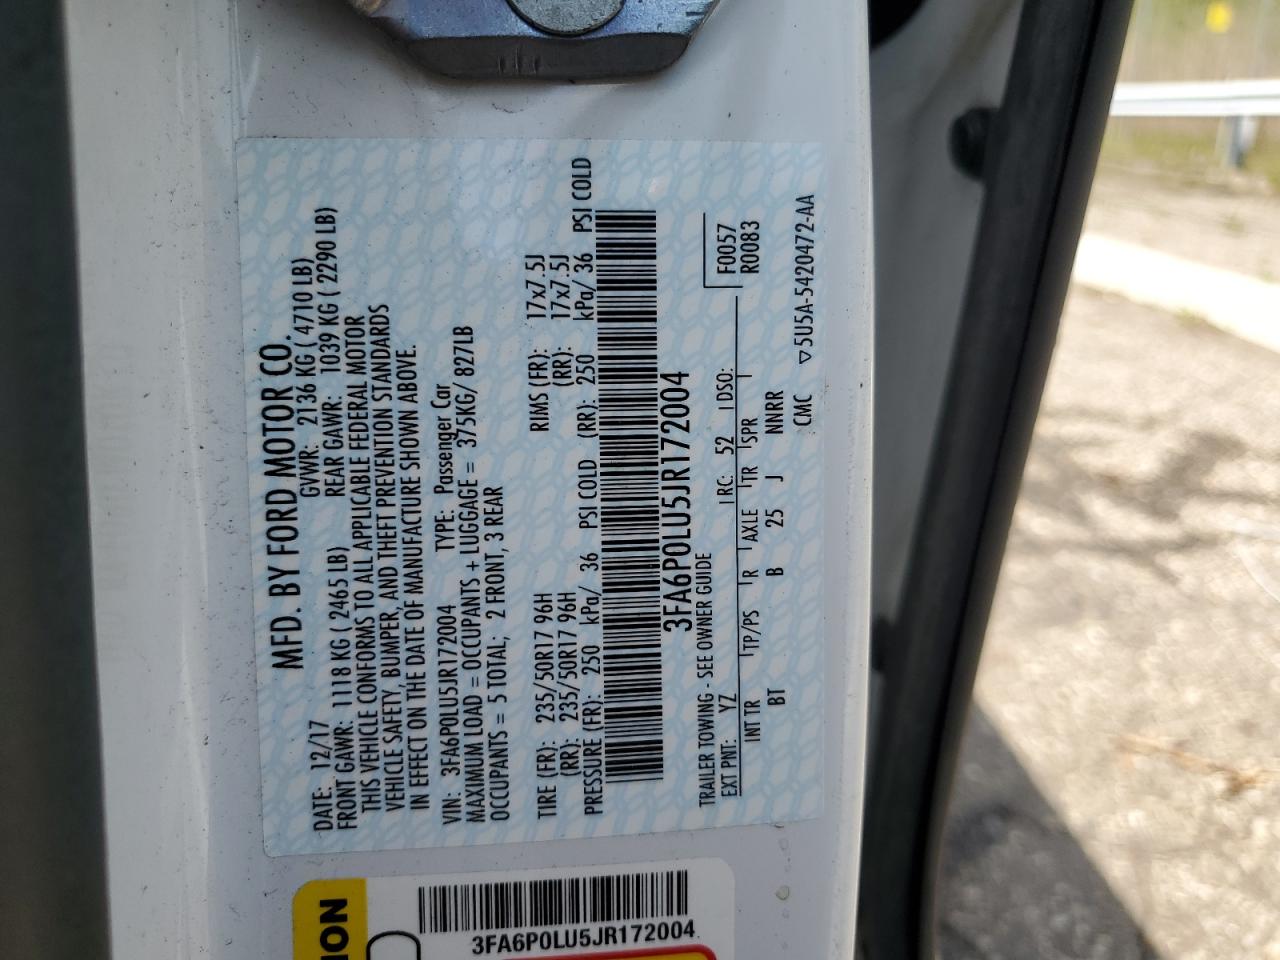 MFD. BY FORD MOTOR CO.
DATE: 12/17 GVWR: 2136 KG ( 4710 LB)
FRONT GAWR: 1118 KG ( 2465 LB) REAR GAWR: 1039 KG ( 2290 LB)
THIS VEHICLE CONFORMS TO ALL APPLICABLE FEDERAL MOTOR
VEHICLE SAFETY, BUMPER, AND THEFT PREVENTION STANDARDS
IN EFFECT ON THE DATE OF MANUFACTURE SHOWN ABOVE.
VIN: 3FA6P0LU5JR172004 TYPE: Passenger Car
MAXIMUM LOAD = OCCUPANTS + LUGGAGE = 375KG/ 827LB
OCCUPANTS = 5 TOTAL; 2 FRONT, 3 REAR
TIRE (FR): 235/50R17 96H RIMS (FR): 17x7.5J
(RR): 235/50R17 96H (RR): 17x7.5J
PRESSURE (FR): 250 kPa/ 36 PSI COLD (RR): 250 kPa/ 36 PSI COLD
3FA6P0LU5JR172004
F0057
R0083
TRAILER TOWING - SEE OWNER GUIDE
EXT PNT: YZ RC: 52 DSO:
INT TR TP/PS R AXLE TR SPR
BT B 25 J NNRR
CMC ▽5U5A-5420472-AA
3FA6P0LU5JR172004